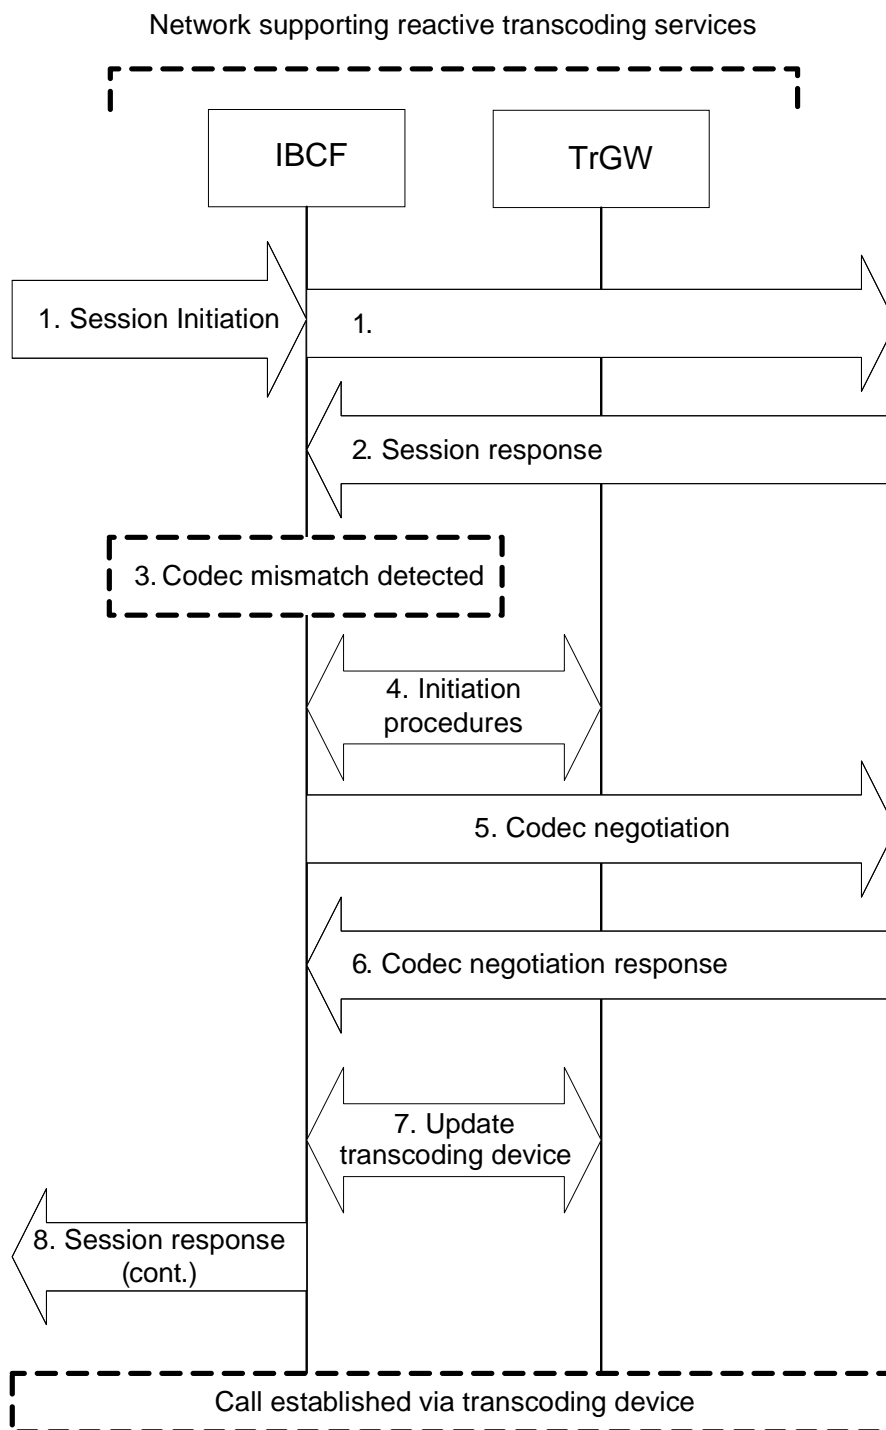 Network supporting reactive transcoding services
IBCF
TrGW
1. Session Initiation
1.
2. Session response
3. Codec mismatch detected
4. Initiation
procedures
5. Codec negotiation
6. Codec negotiation response
7. Update
transcoding device
8. Session response
(cont.)
Call established via transcoding device